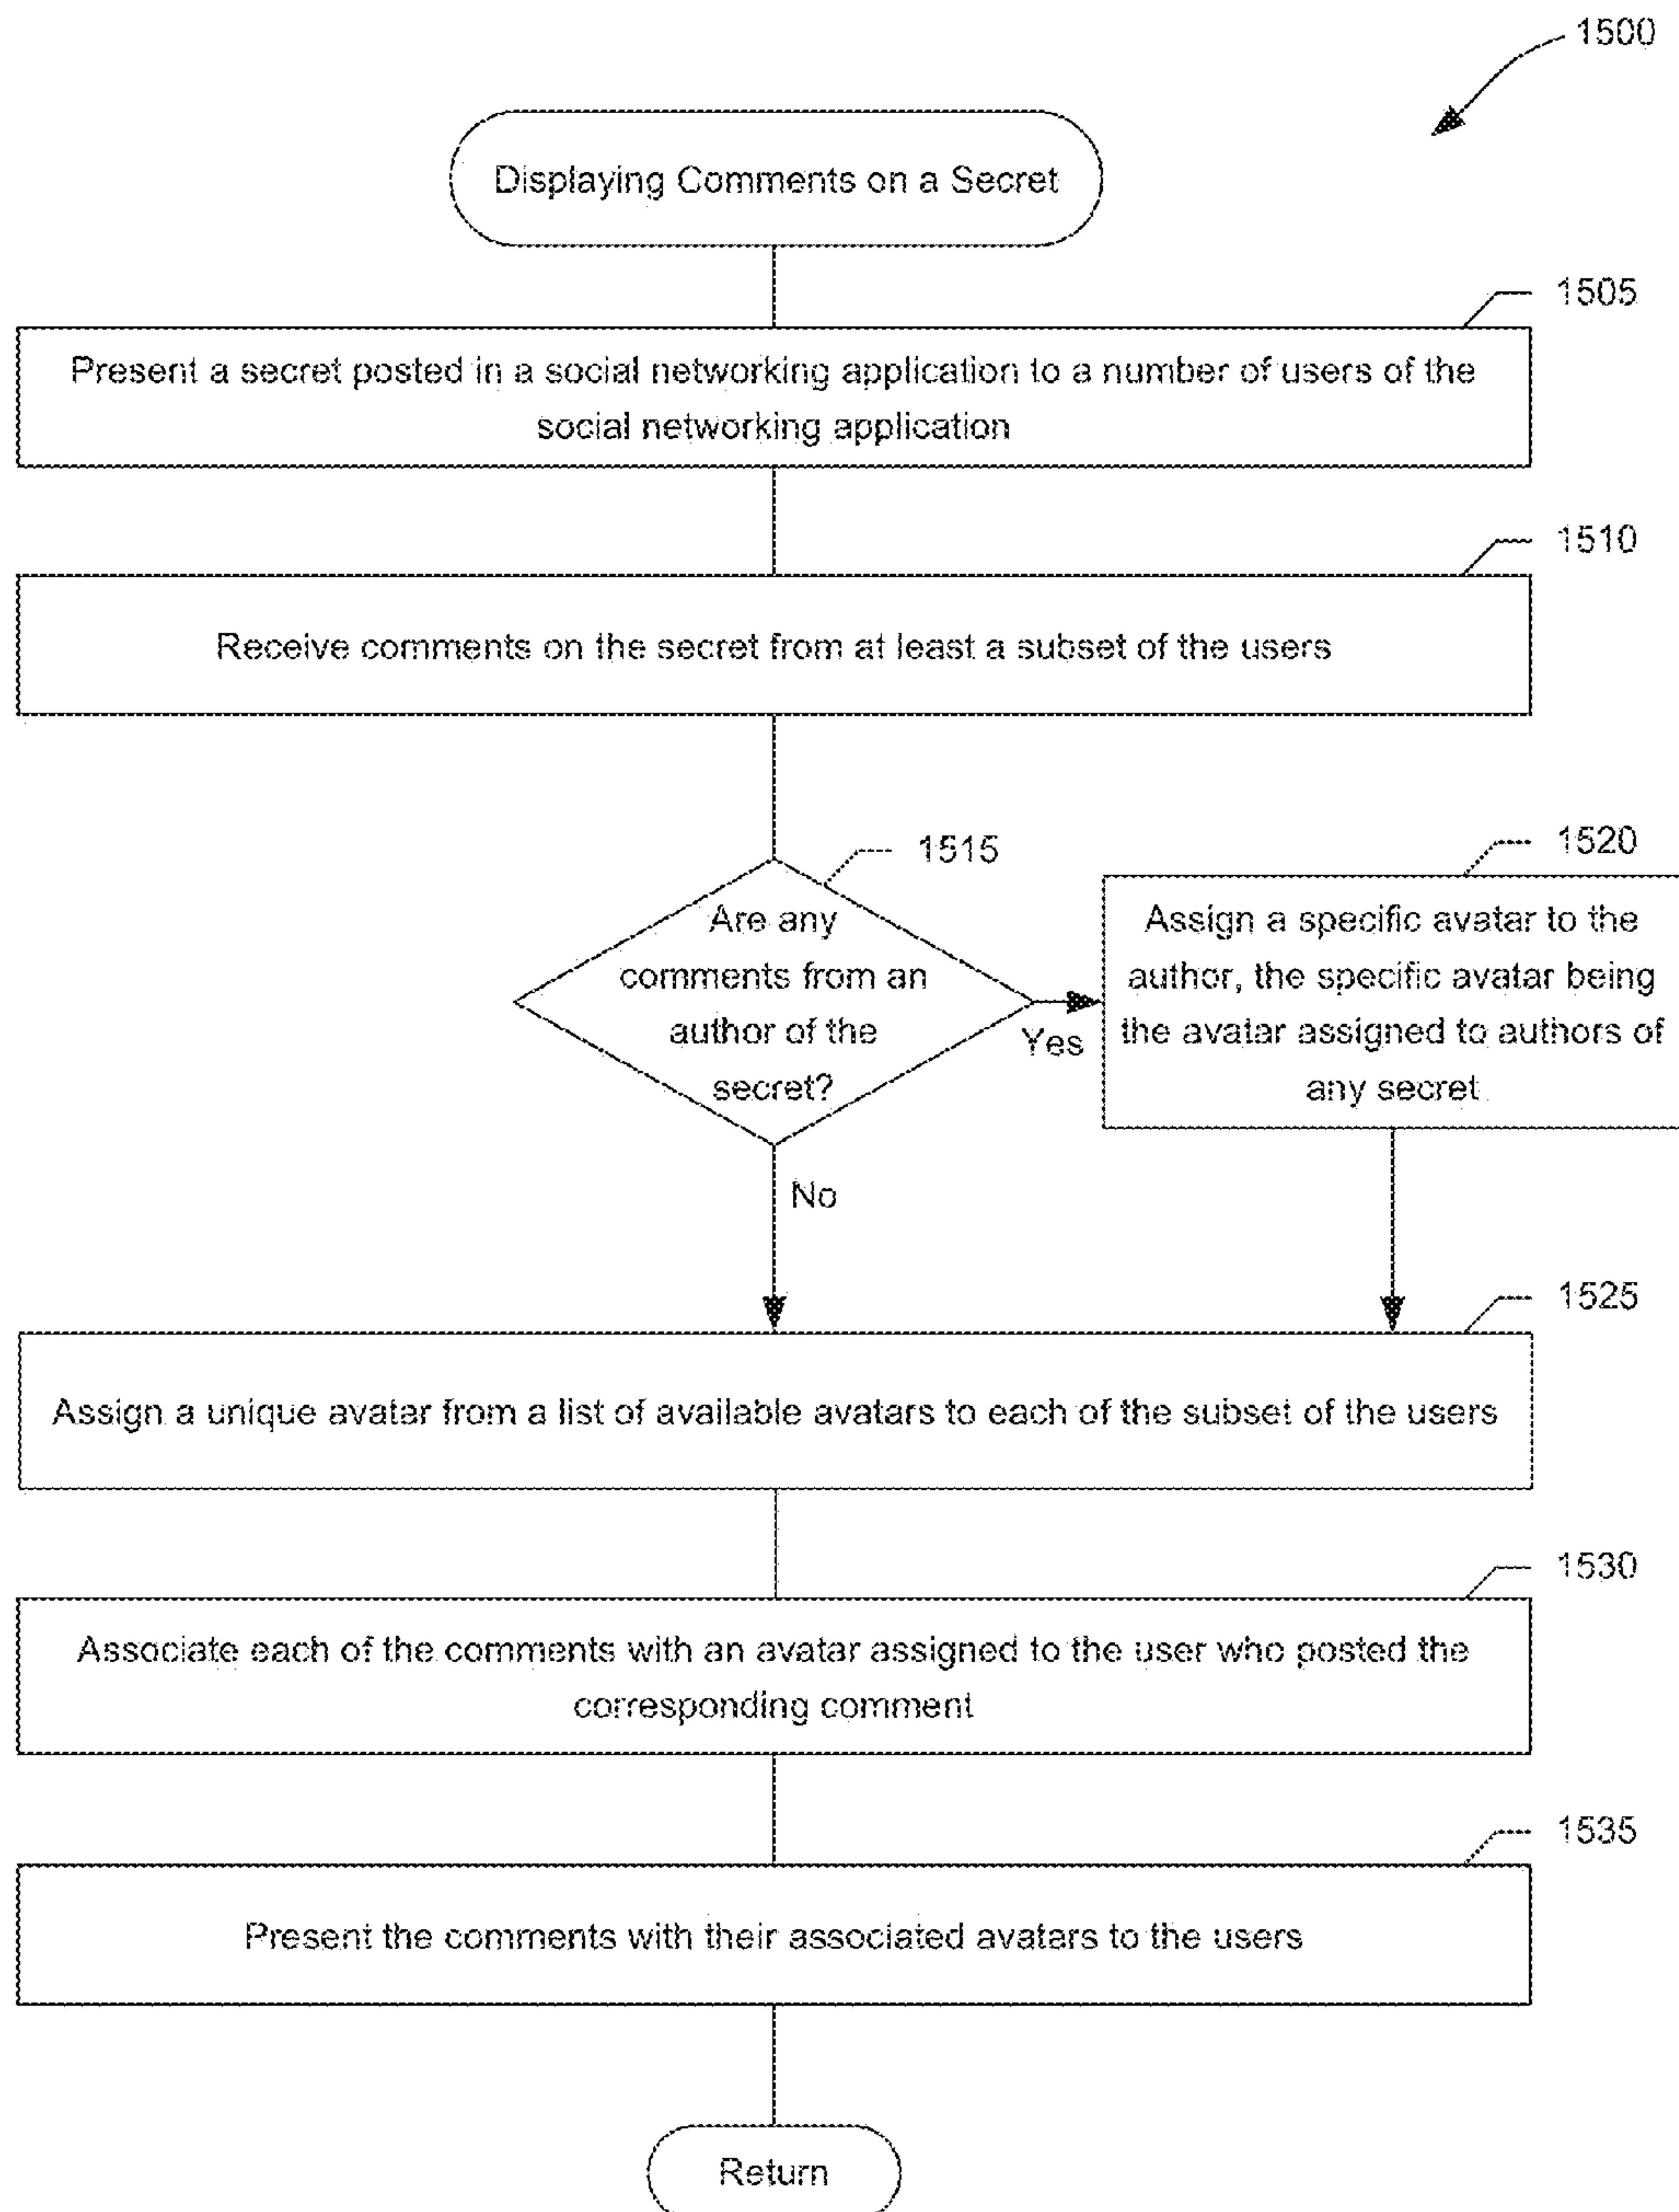 1500
Displaying Comments on a Secret
1505
Present a secret posted in a social networking application to a number of users of the
social networking application
1510
Receive comments on the secret from at least a subset of the users
1515
Are any
comments from an
author of the
secret?
Yes
No
1520
Assign a specific avatar to the
author, the specific avatar being
the avatar assigned to authors of
any secret
1525
Assign a unique avatar from a list of available avatars to each of the subset of the users
1530
Associate each of the comments with an avatar assigned to the user who posted the
corresponding comment
1535
Present the comments with their associated avatars to the users
Return